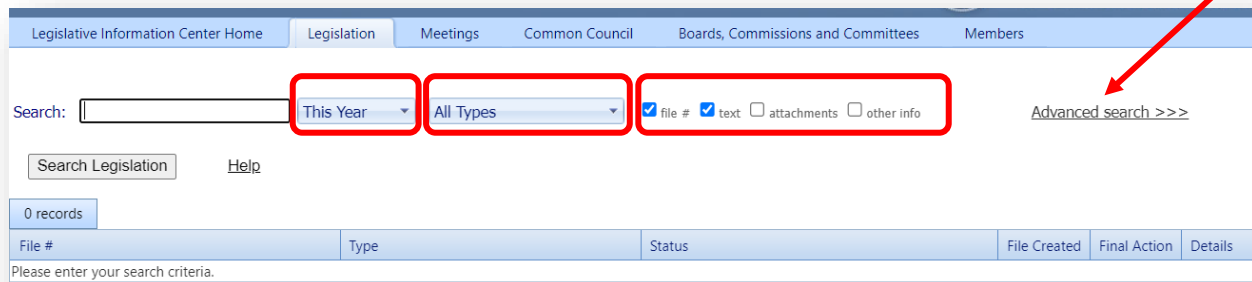 Legislative Information Center Home Legislation Meetings Common Council Boards, Commissions and Committees Members
Search: This Year All Types file # text attachments other info Advanced search >>>
Search Legislation Help
0 records
File # Type Status File Created Final Action Details
Please enter your search criteria.